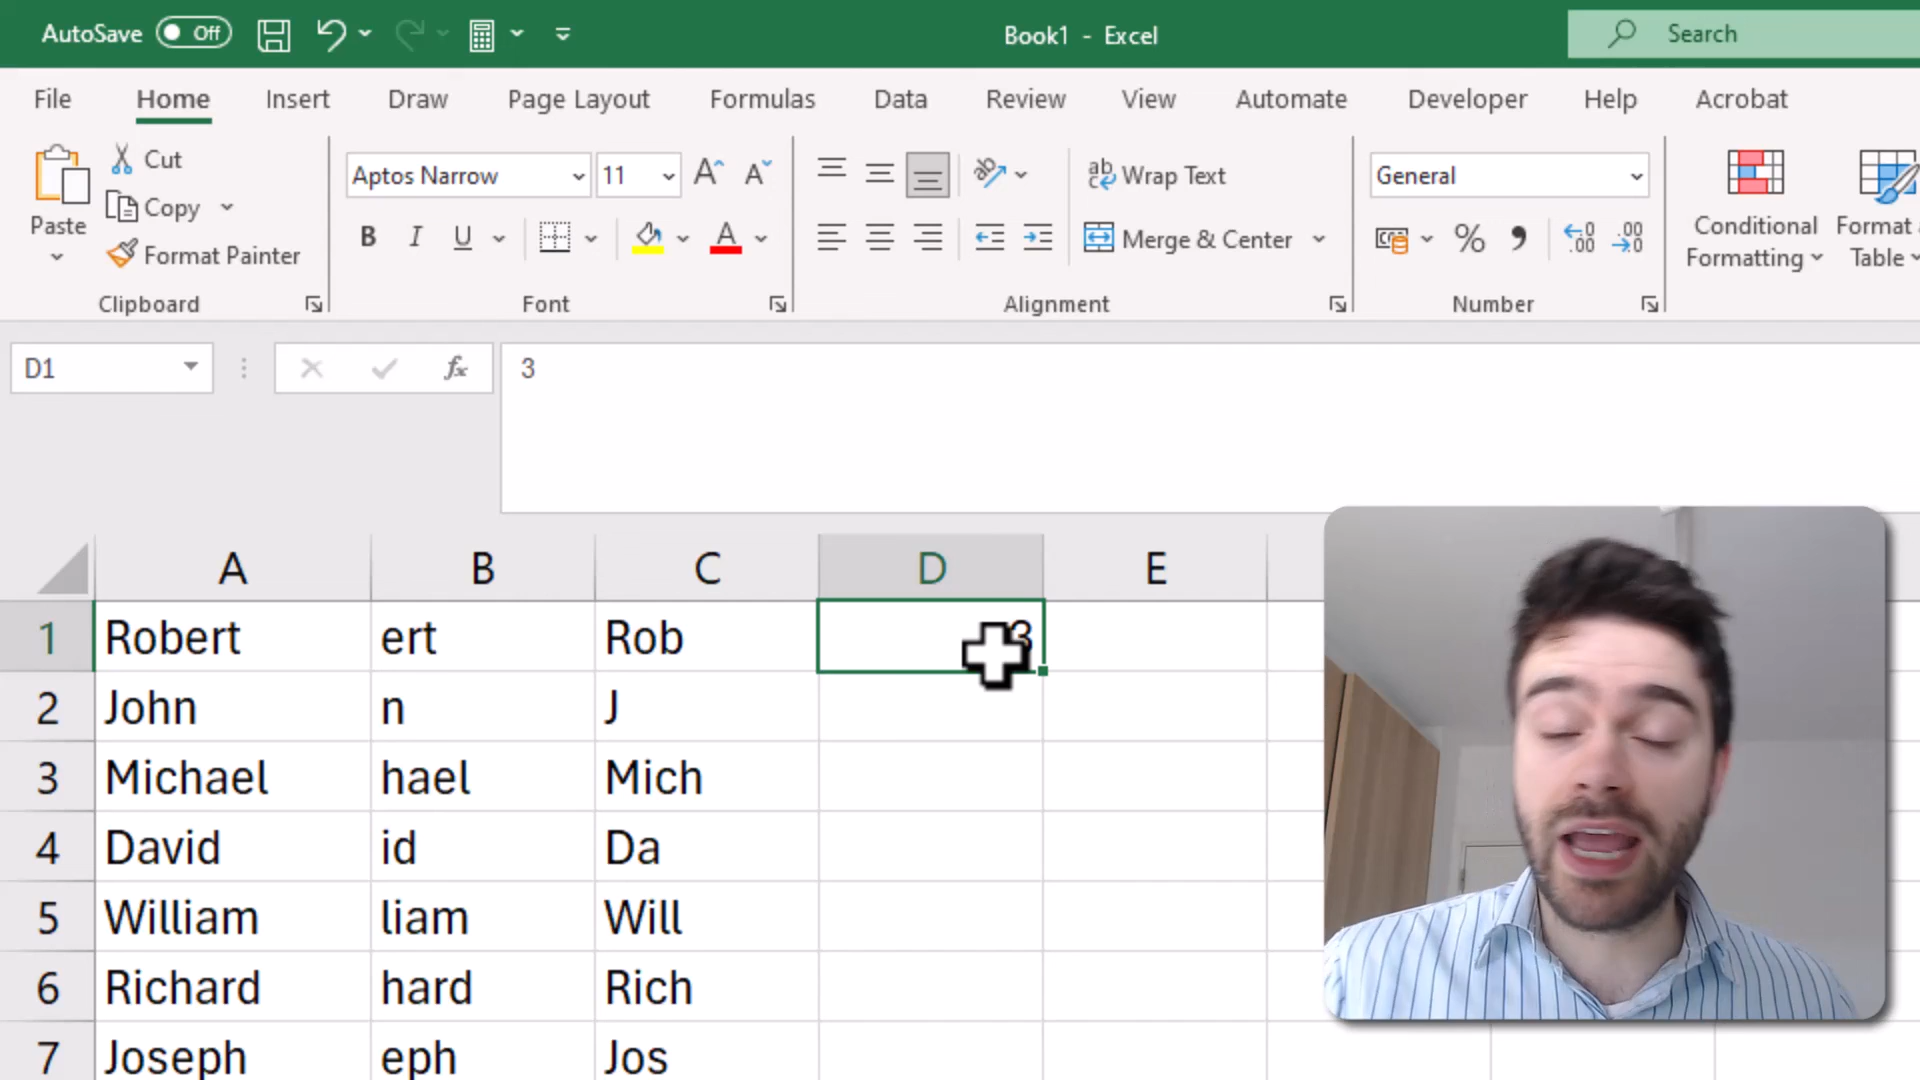 AutoSave Off Book1 - Excel Search
File Home Insert Draw Page Layout Formulas Data Review View Automate Developer Help Acrobat
Paste Cut Copy Format Painter
Clipboard
Aptos Narrow 11
B I U
Font
Wrap Text
Merge & Center
Alignment
General
% 
Number
Conditional
Formatting
Format
Table
D1 fx 3
A B C D E
1 Robert ert Rob 3
2 John n J
3 Michael hael Mich
4 David id Da
5 William liam Will
6 Richard hard Rich
7 Joseph eph Jos